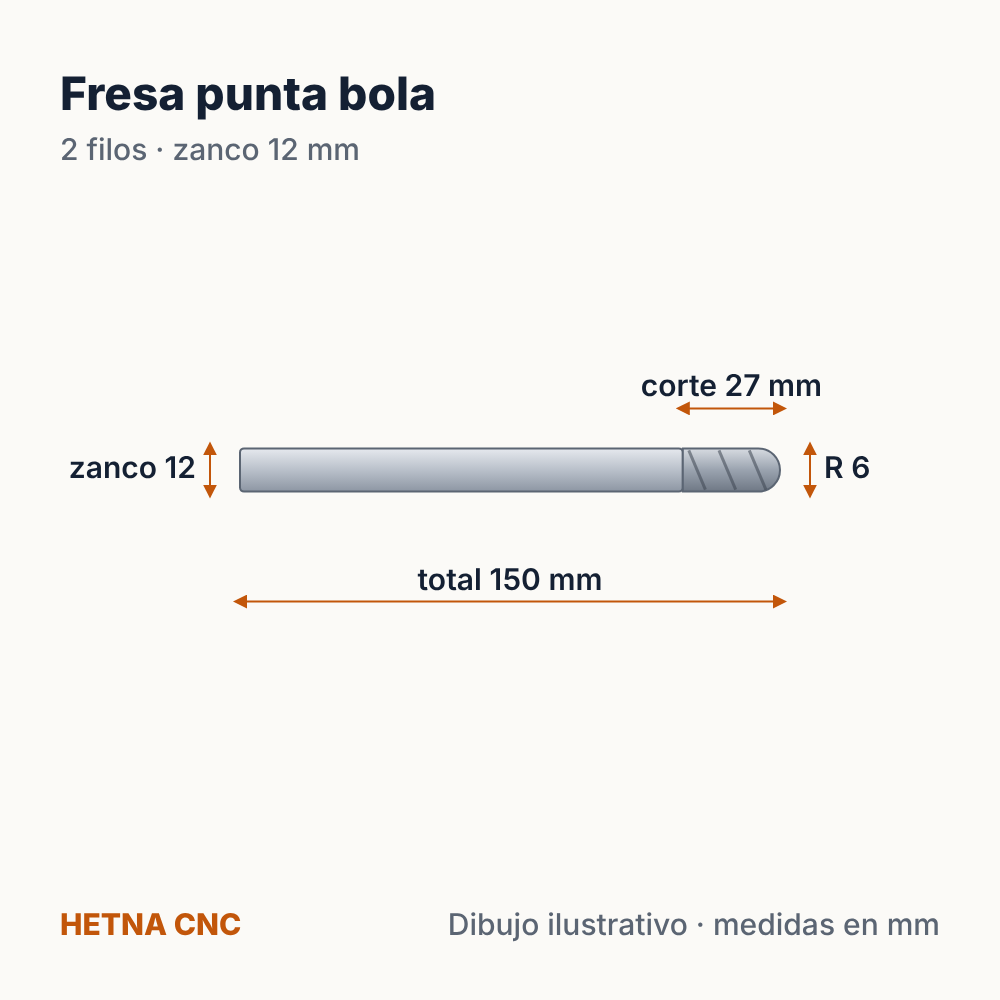 Fresa punta bola
2 filos · zanco 12 mm
corte 27 mm
zanco 12
R 6
total 150 mm
HETNA CNC
Dibujo ilustrativo · medidas en mm